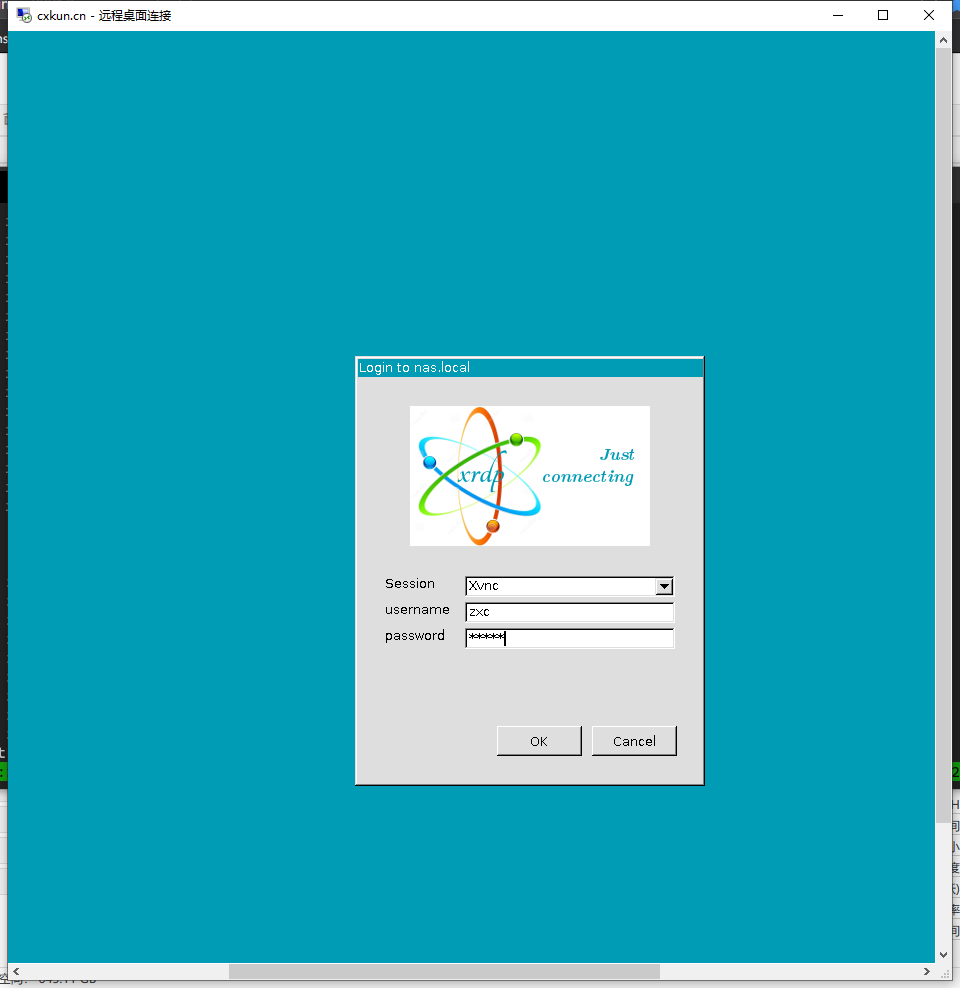 cxkun.cn - 远程桌面连接
Login to nas.local
xrdp
Just
connecting
Session
Xvnc
username
zxc
password
*****
OK
Cancel